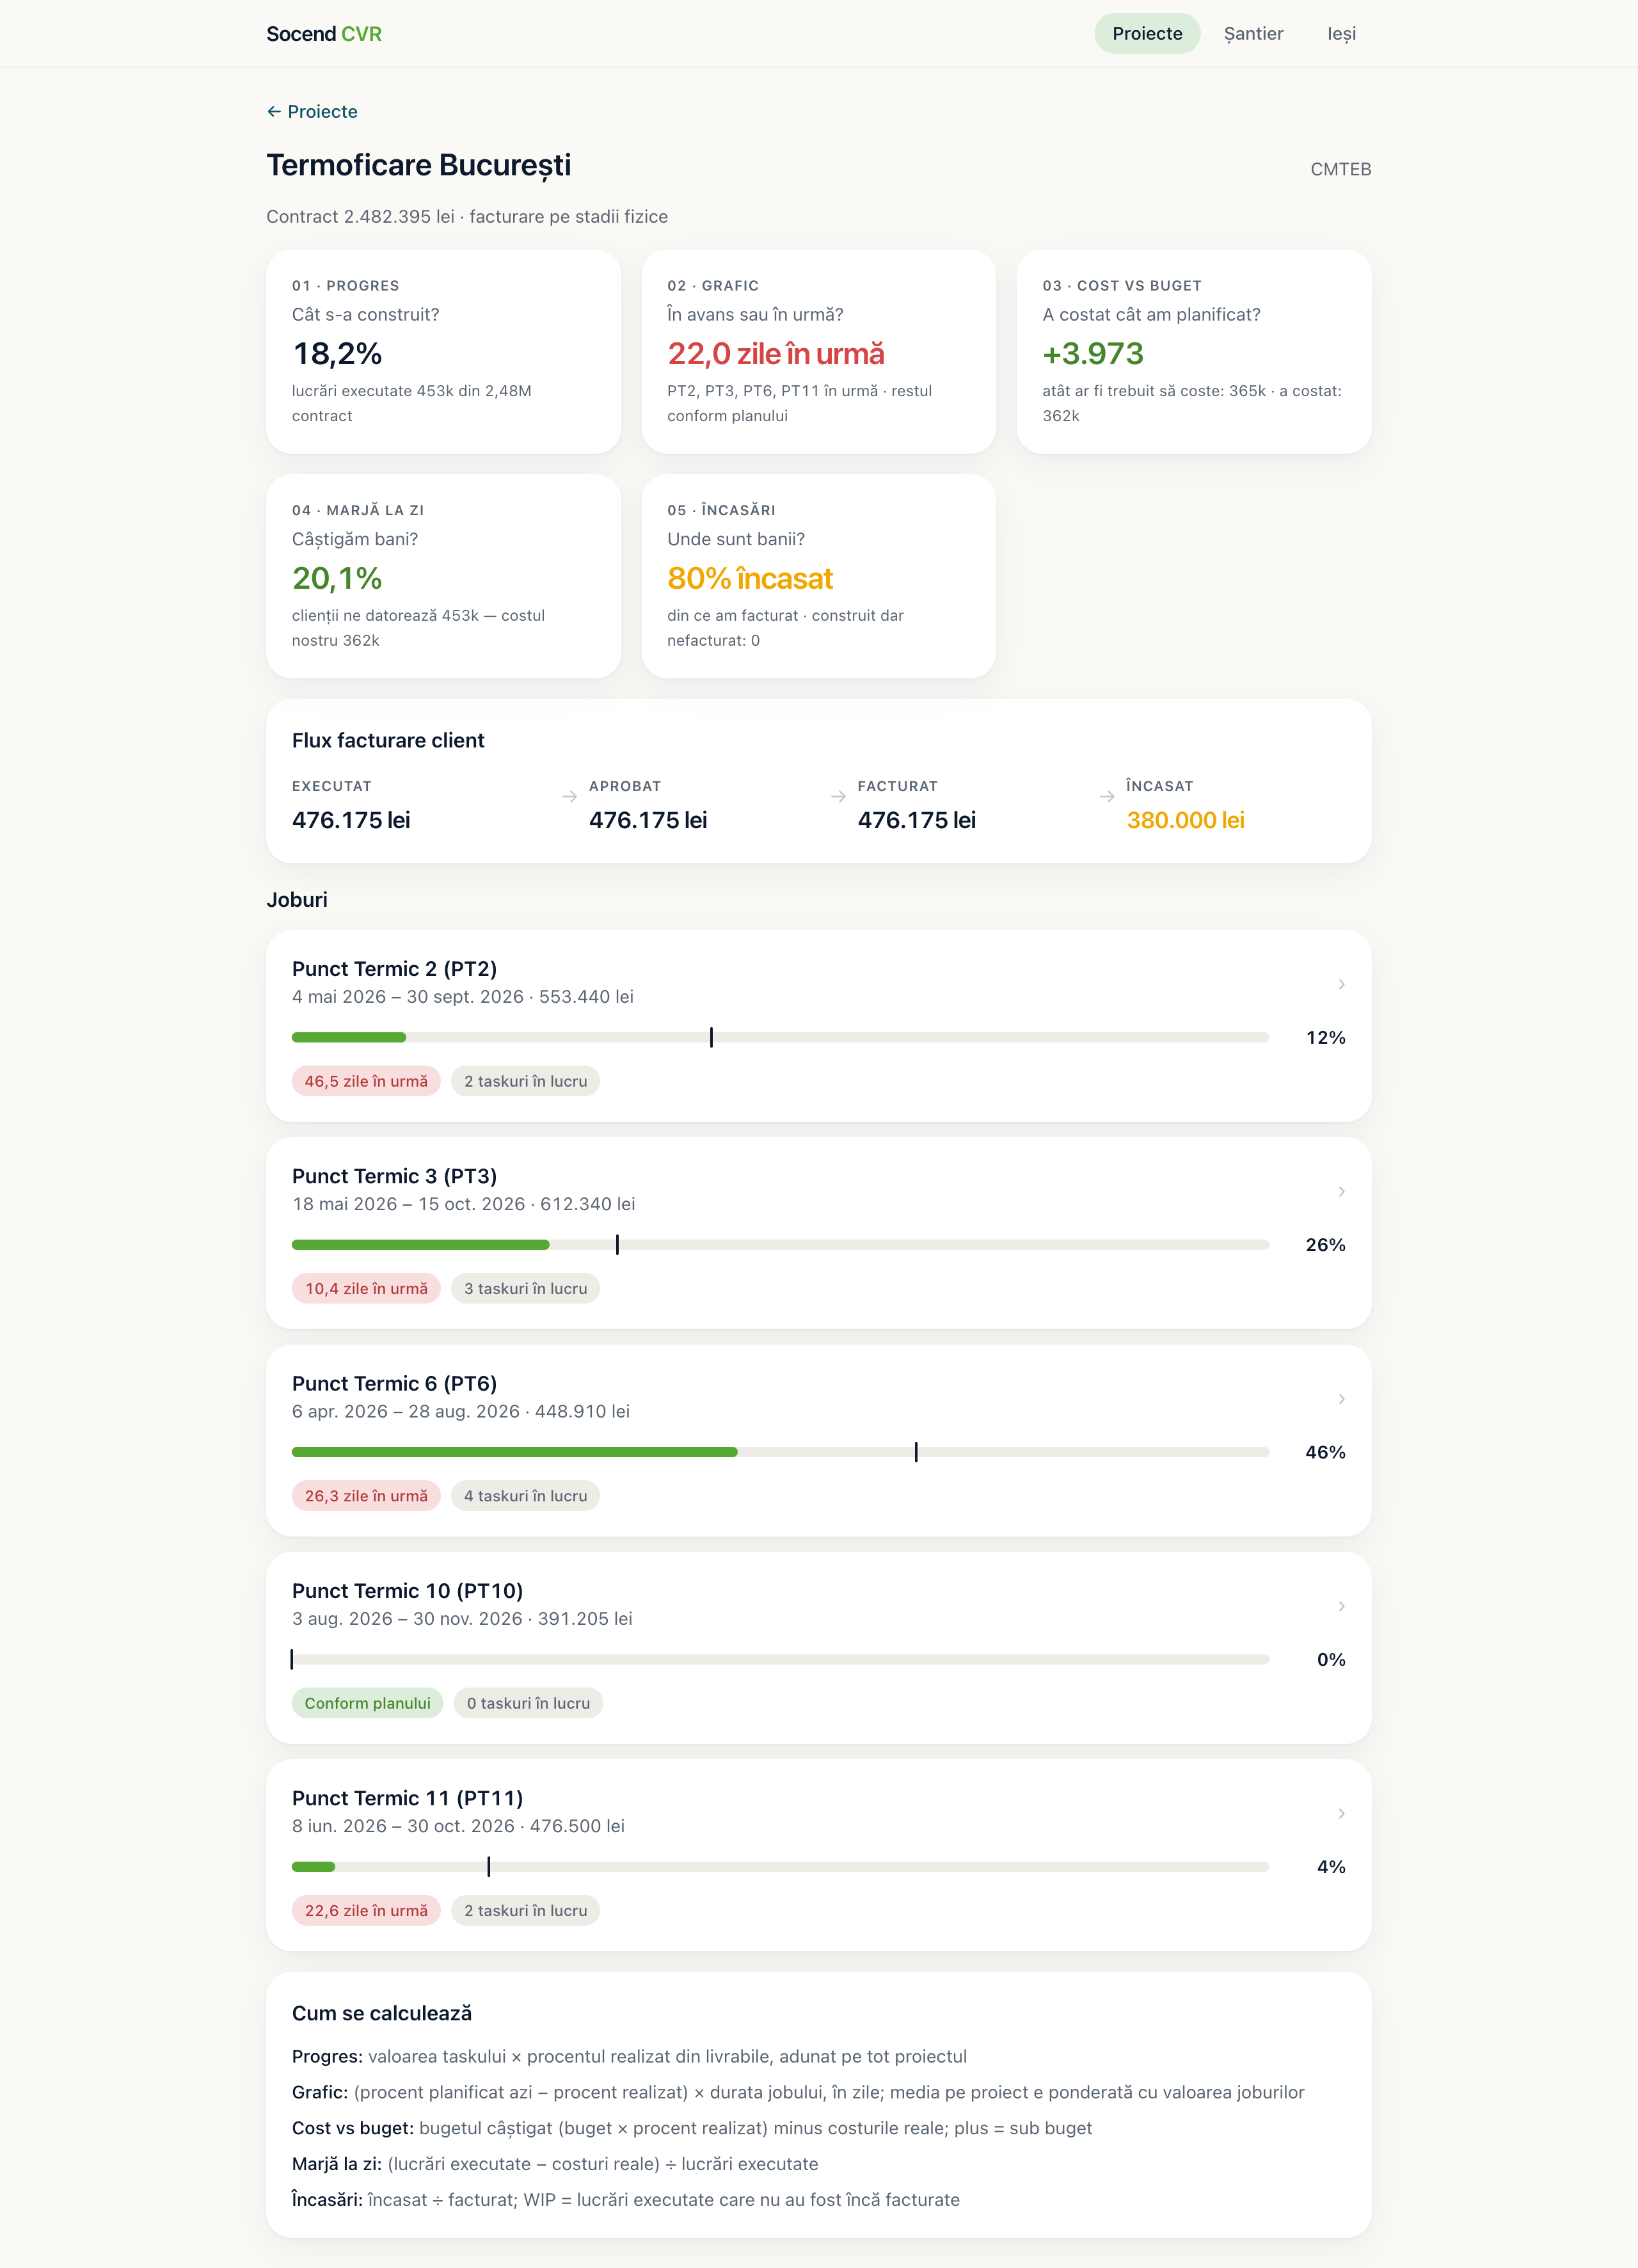 Socend CVR
Proiecte
Șantier
Ieși
← Proiecte
Termoficare București
CMTEB
Contract 2.482.395 lei · facturare pe stadii fizice
01 · PROGRES
Cât s-a construit?
18,2%
lucrări executate 453k din 2,48M
contract
02 · GRAFIC
În avans sau în urmă?
22,0 zile în urmă
PT2, PT3, PT6, PT11 în urmă · restul
conform planului
03 · COST VS BUGET
A costat cât am planificat?
+3.973
atât ar fi trebuit să coste: 365k · a costat:
362k
04 · MARJĂ LA ZI
Câștigăm bani?
20,1%
clienții ne datorează 453k — costul
nostru 362k
05 · ÎNCASĂRI
Unde sunt banii?
80% încasat
din ce am facturat · construit dar
nefacturat: 0
Flux facturare client
EXECUTAT
476.175 lei
→
APROBAT
476.175 lei
→
FACTURAT
476.175 lei
→
ÎNCASAT
380.000 lei
Joburi
Punct Termic 2 (PT2)
4 mai 2026 – 30 sept. 2026 · 553.440 lei
12%
46,5 zile în urmă
2 taskuri în lucru
Punct Termic 3 (PT3)
18 mai 2026 – 15 oct. 2026 · 612.340 lei
26%
10,4 zile în urmă
3 taskuri în lucru
Punct Termic 6 (PT6)
6 apr. 2026 – 28 aug. 2026 · 448.910 lei
46%
26,3 zile în urmă
4 taskuri în lucru
Punct Termic 10 (PT10)
3 aug. 2026 – 30 nov. 2026 · 391.205 lei
0%
Conform planului
0 taskuri în lucru
Punct Termic 11 (PT11)
8 iun. 2026 – 30 oct. 2026 · 476.500 lei
4%
22,6 zile în urmă
2 taskuri în lucru
Cum se calculează
Progres: valoarea taskului × procentul realizat din livrabile, adunat pe tot proiectul
Grafic: (procent planificat azi − procent realizat) × durata jobului, în zile; media pe proiect e ponderată cu valoarea joburilor
Cost vs buget: bugetul câștigat (buget × procent realizat) minus costurile reale; plus = sub buget
Marjă la zi: (lucrări executate − costuri reale) ÷ lucrări executate
Încasări: încasat ÷ facturat; WIP = lucrări executate care nu au fost încă facturate